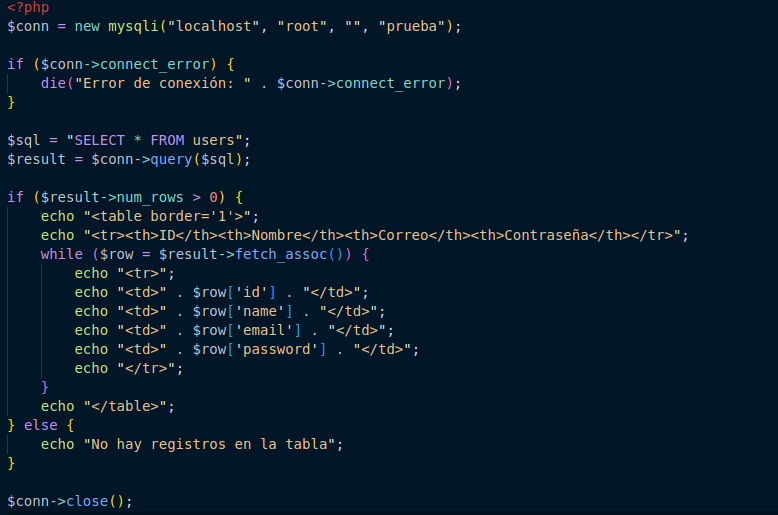 <?php
$conn = new mysqli("localhost", "root", "", "prueba");
if ($conn->connect_error) {
die("Error de conexión: " . $conn->connect_error);
}
$sql = "SELECT * FROM users";
$result = $conn->query($sql);
if ($result->num_rows > 0) {
echo "<table border='1'>";
echo "<tr><th>ID</th><th>Nombre</th><th>Correo</th><th>Contraseña</th></tr>";
while ($row = $result->fetch_assoc()) {
echo "<tr>";
echo "<td>" . $row['id'] . "</td>";
echo "<td>" . $row['name'] . "</td>";
echo "<td>" . $row['email'] . "</td>";
echo "<td>" . $row['password'] . "</td>";
echo "</tr>";
}
echo "</table>";
} else {
echo "No hay registros en la tabla";
}
$conn->close();